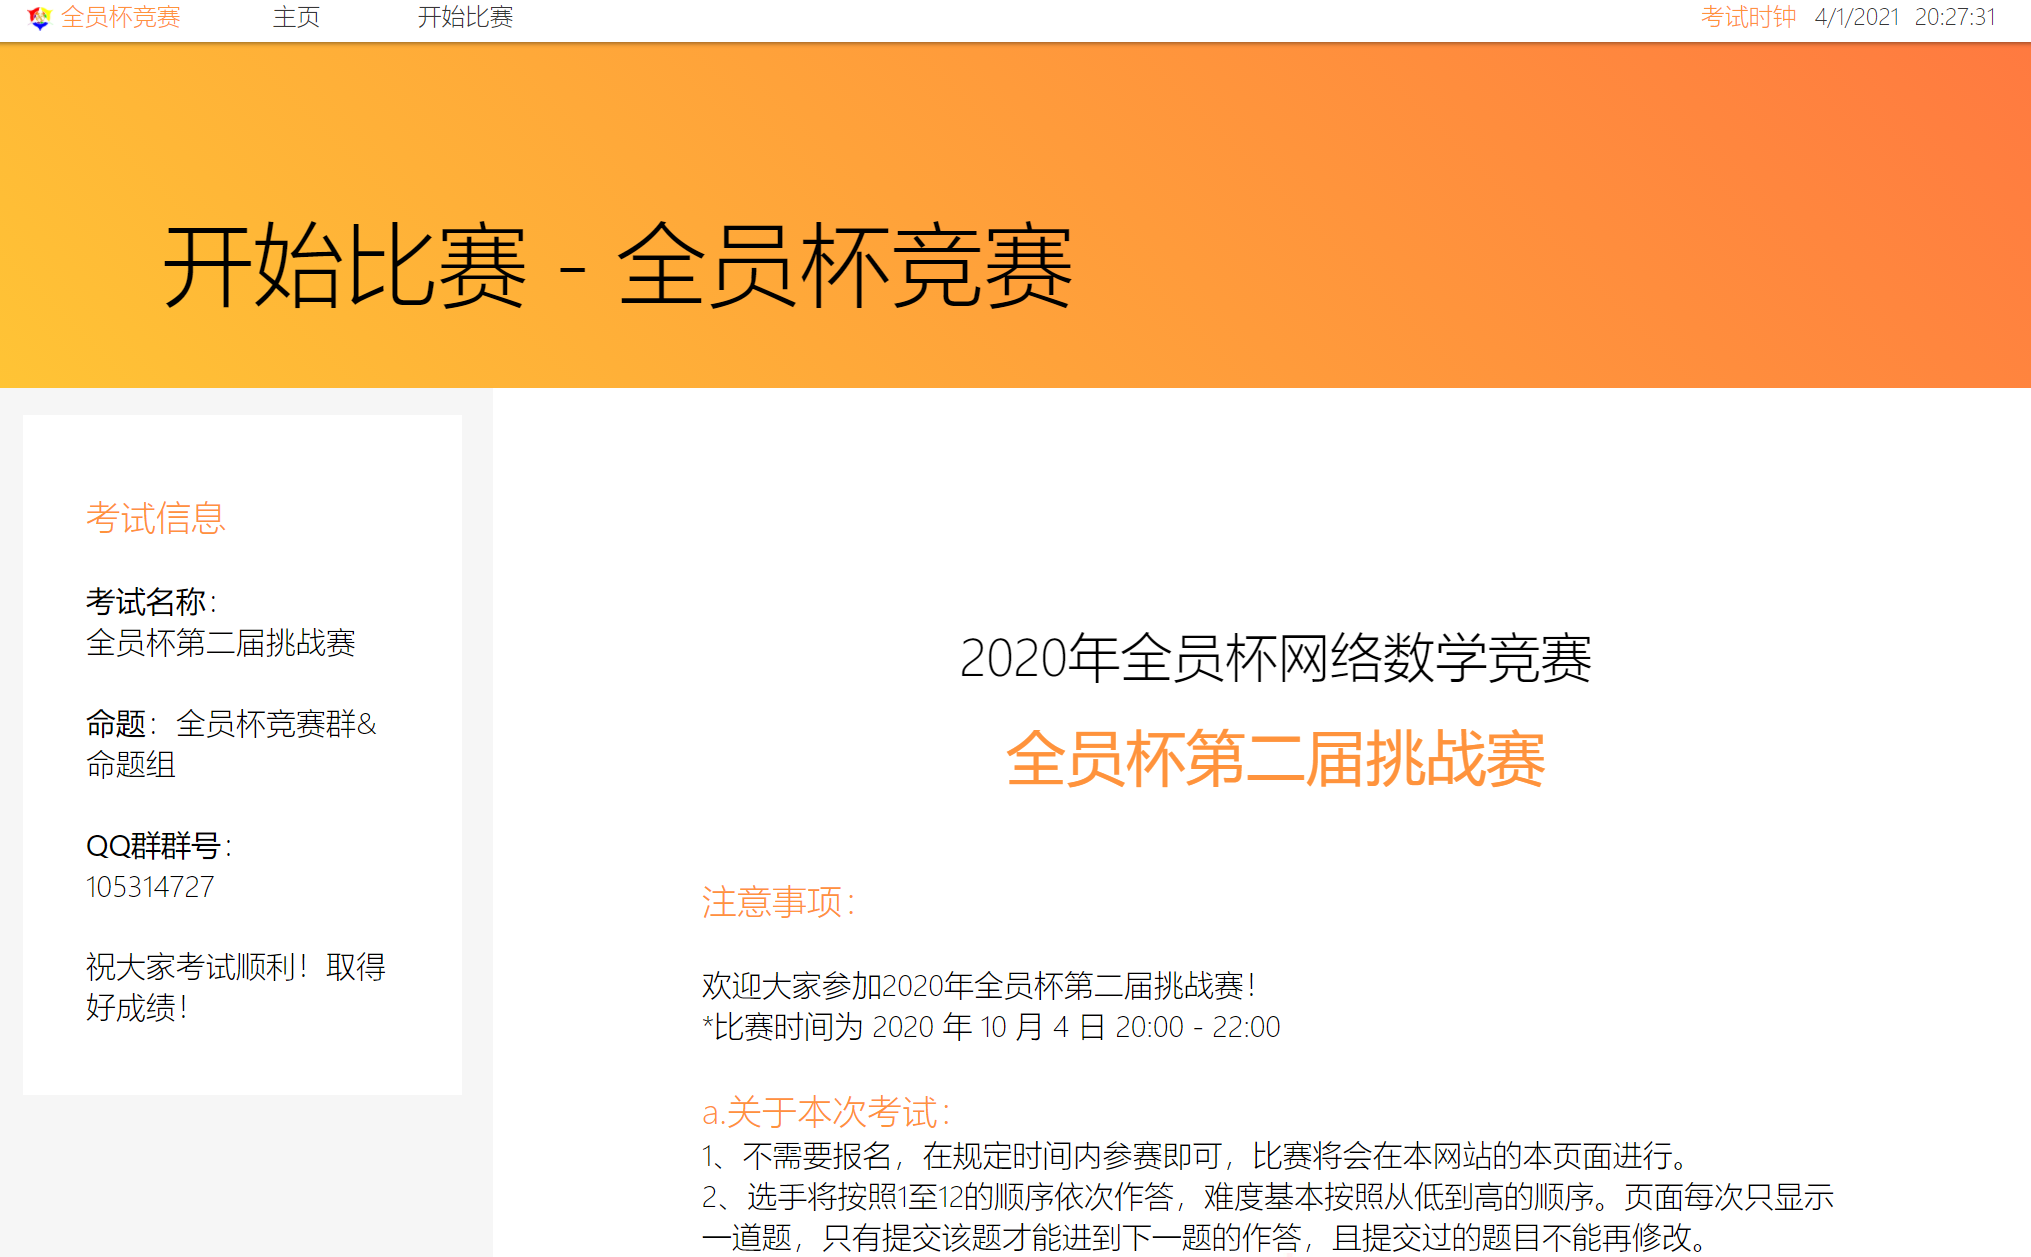 全员杯竞赛 主页 开始比赛 考试时钟 4/1/2021 20:27:31
开始比赛 - 全员杯竞赛
考试信息
考试名称：
全员杯第二届挑战赛
命题：全员杯竞赛群&
命题组
QQ群群号：
105314727
祝大家考试顺利！取得
好成绩！
2020年全员杯网络数学竞赛
全员杯第二届挑战赛
注意事项：
欢迎大家参加2020年全员杯第二届挑战赛！
*比赛时间为 2020 年 10 月 4 日 20:00 - 22:00
a.关于本次考试：
1、不需要报名，在规定时间内参赛即可，比赛将会在本网站的本页面进行。
2、选手将按照1至12的顺序依次作答，难度基本按照从低到高的顺序。页面每次只显示
一道题，只有提交该题才能进到下一题的作答，且提交过的题目不能再修改。